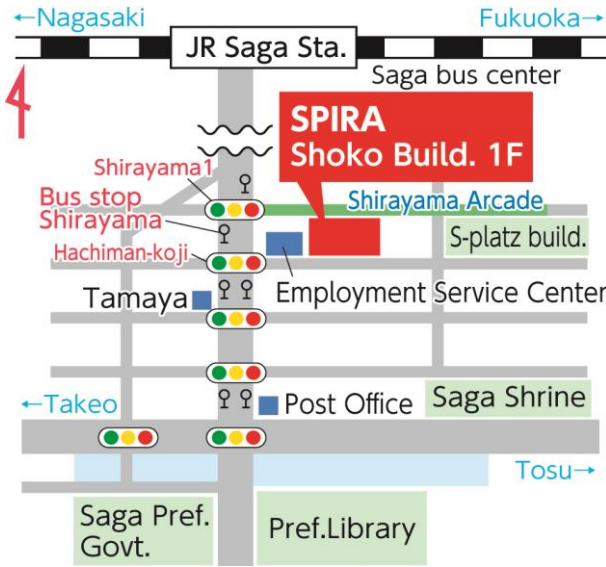 ←Nagasaki
Fukuoka→
JR Saga Sta.
Saga bus center
SPIRA
Shoko Build. 1F
Shirayama1
Bus stop
Shirayama
Shirayama Arcade
S-platz build.
Hachiman-koji
Employment Service Center
Tamaya
Post Office
Saga Shrine
←Takeo
Tosu→
Saga Pref.
Govt.
Pref.Library